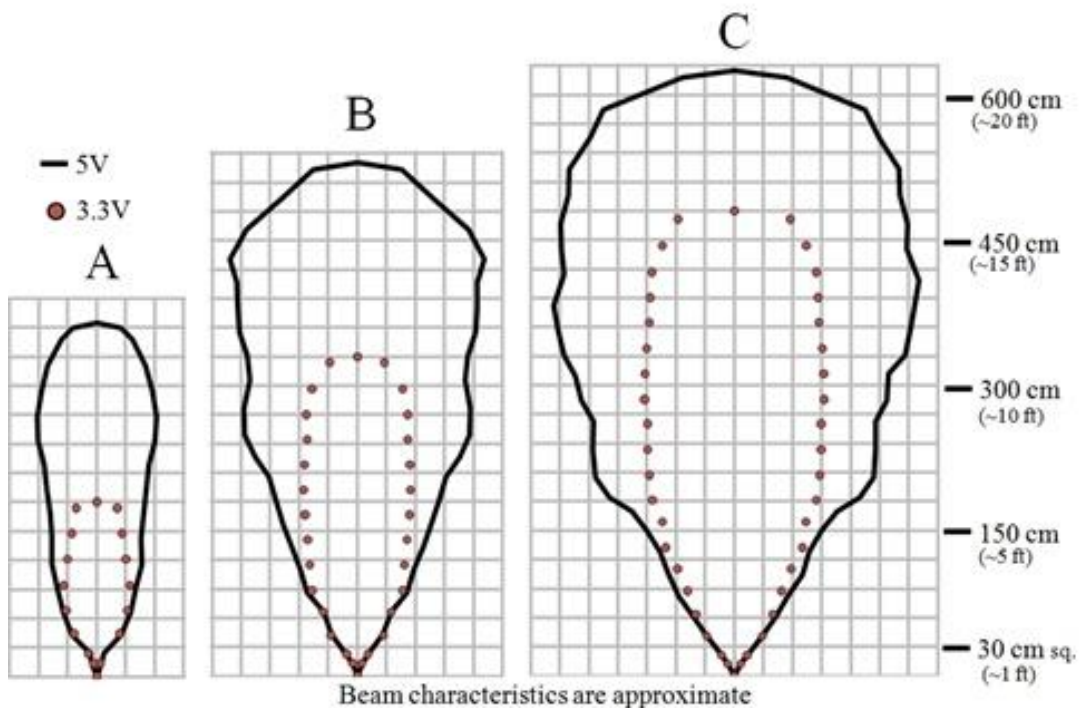 C
B
5V
3.3V
A
600 cm
(~20 ft)
450 cm
(~15 ft)
300 cm
(~10 ft)
150 cm
(~5 ft)
30 cm sq.
(~1 ft)
Beam characteristics are approximate